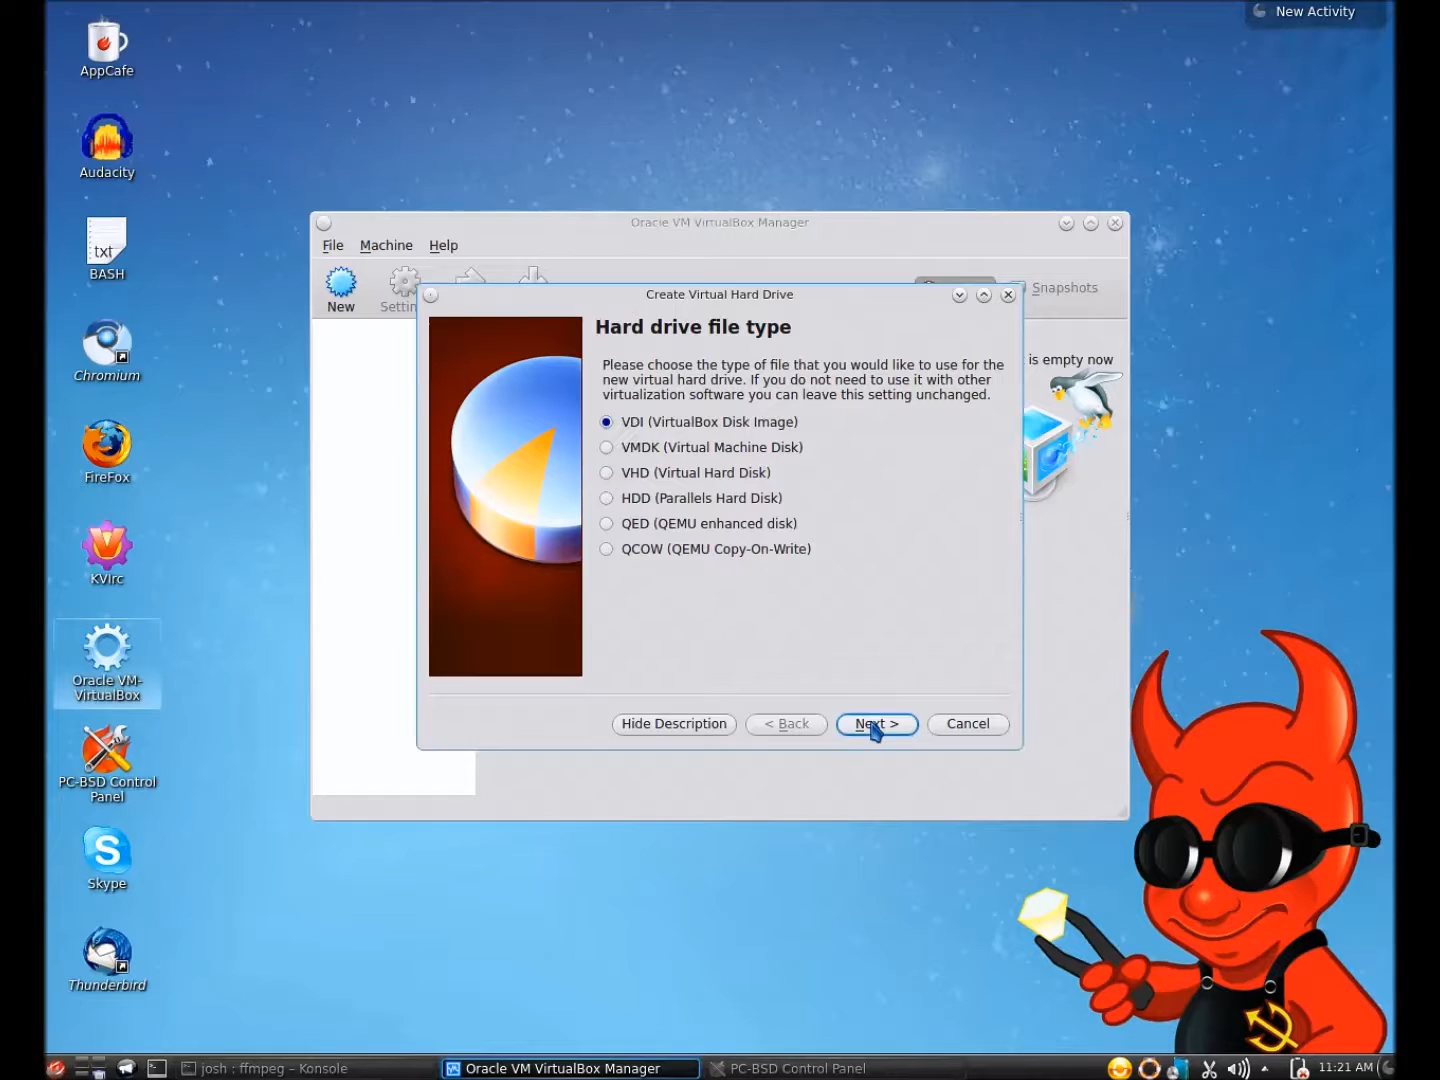 New Activity
AppCafe
Audacity
txt
BASH
Chromium
FireFox
KVIrc
Oracle VM-
VirtualBox
PC-BSD Control
Panel
Skype
Thunderbird
Oracle VM VirtualBox Manager
File Machine Help
New
Snapshots
is empty now
Create Virtual Hard Drive
Hard drive file type
Please choose the type of file that you would like to use for the
new virtual hard drive. If you do not need to use it with other
virtualization software you can leave this setting unchanged.
VDI (VirtualBox Disk Image)
VMDK (Virtual Machine Disk)
VHD (Virtual Hard Disk)
HDD (Parallels Hard Disk)
QED (QEMU enhanced disk)
QCOW (QEMU Copy-On-Write)
Hide Description
< Back
Next >
Cancel
josh : ffmpeg – Konsole
Oracle VM VirtualBox Manager
PC-BSD Control Panel
11:21 AM